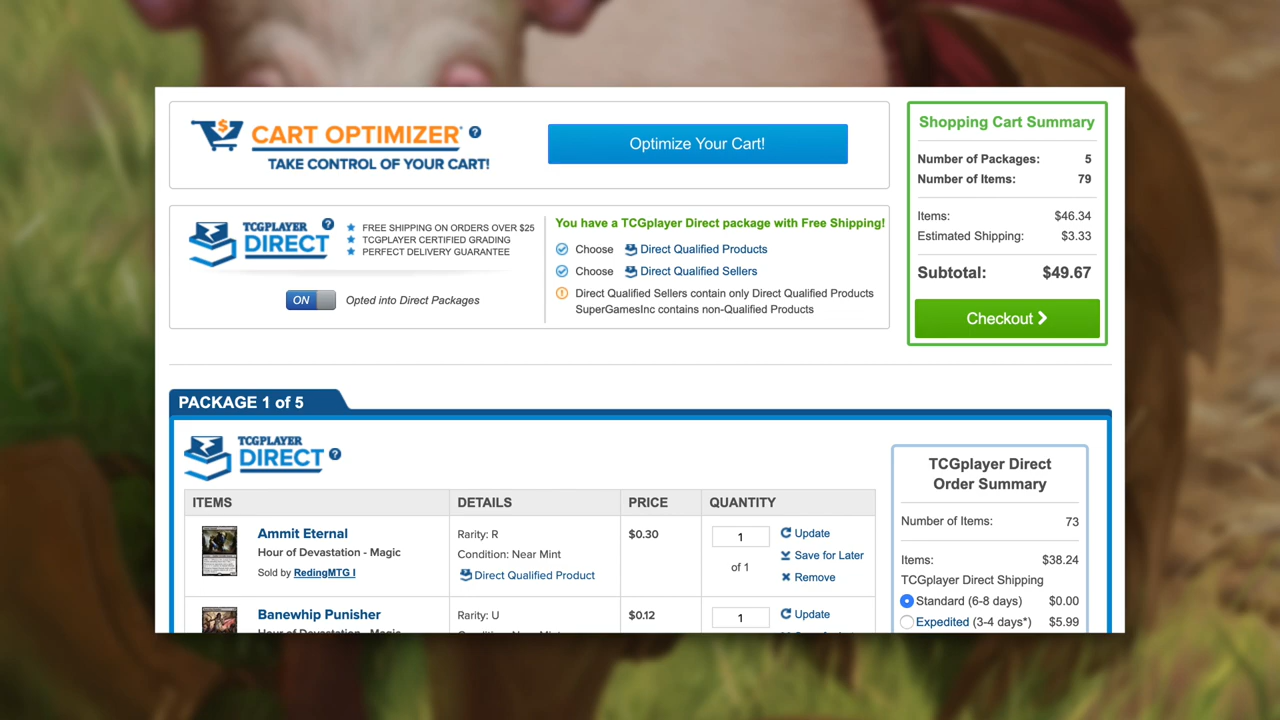 CART OPTIMIZER
TAKE CONTROL OF YOUR CART!
Optimize Your Cart!
Shopping Cart Summary
Number of Packages: 5
Number of Items: 79
Items: $46.34
Estimated Shipping: $3.33
Subtotal: $49.67
Checkout
TCGPLAYER
DIRECT
FREE SHIPPING ON ORDERS OVER $25
TCGPLAYER CERTIFIED GRADING
PERFECT DELIVERY GUARANTEE
ON Opted into Direct Packages
You have a TCGplayer Direct package with Free Shipping!
Choose Direct Qualified Products
Choose Direct Qualified Sellers
Direct Qualified Sellers contain only Direct Qualified Products
SuperGamesInc contains non-Qualified Products
PACKAGE 1 of 5
TCGPLAYER
DIRECT
ITEMS DETAILS PRICE QUANTITY
Ammit Eternal
Hour of Devastation - Magic
Sold by RedingMTG I
Rarity: R
Condition: Near Mint
Direct Qualified Product
$0.30
1
of 1
Update
Save for Later
Remove
Banewhip Punisher
Hour of Devastation - Magic
Rarity: U
Condition: Near Mint
$0.12
1
Update
TCGplayer Direct
Order Summary
Number of Items: 73
Items: $38.24
TCGplayer Direct Shipping
Standard (6-8 days) $0.00
Expedited (3-4 days*) $5.99